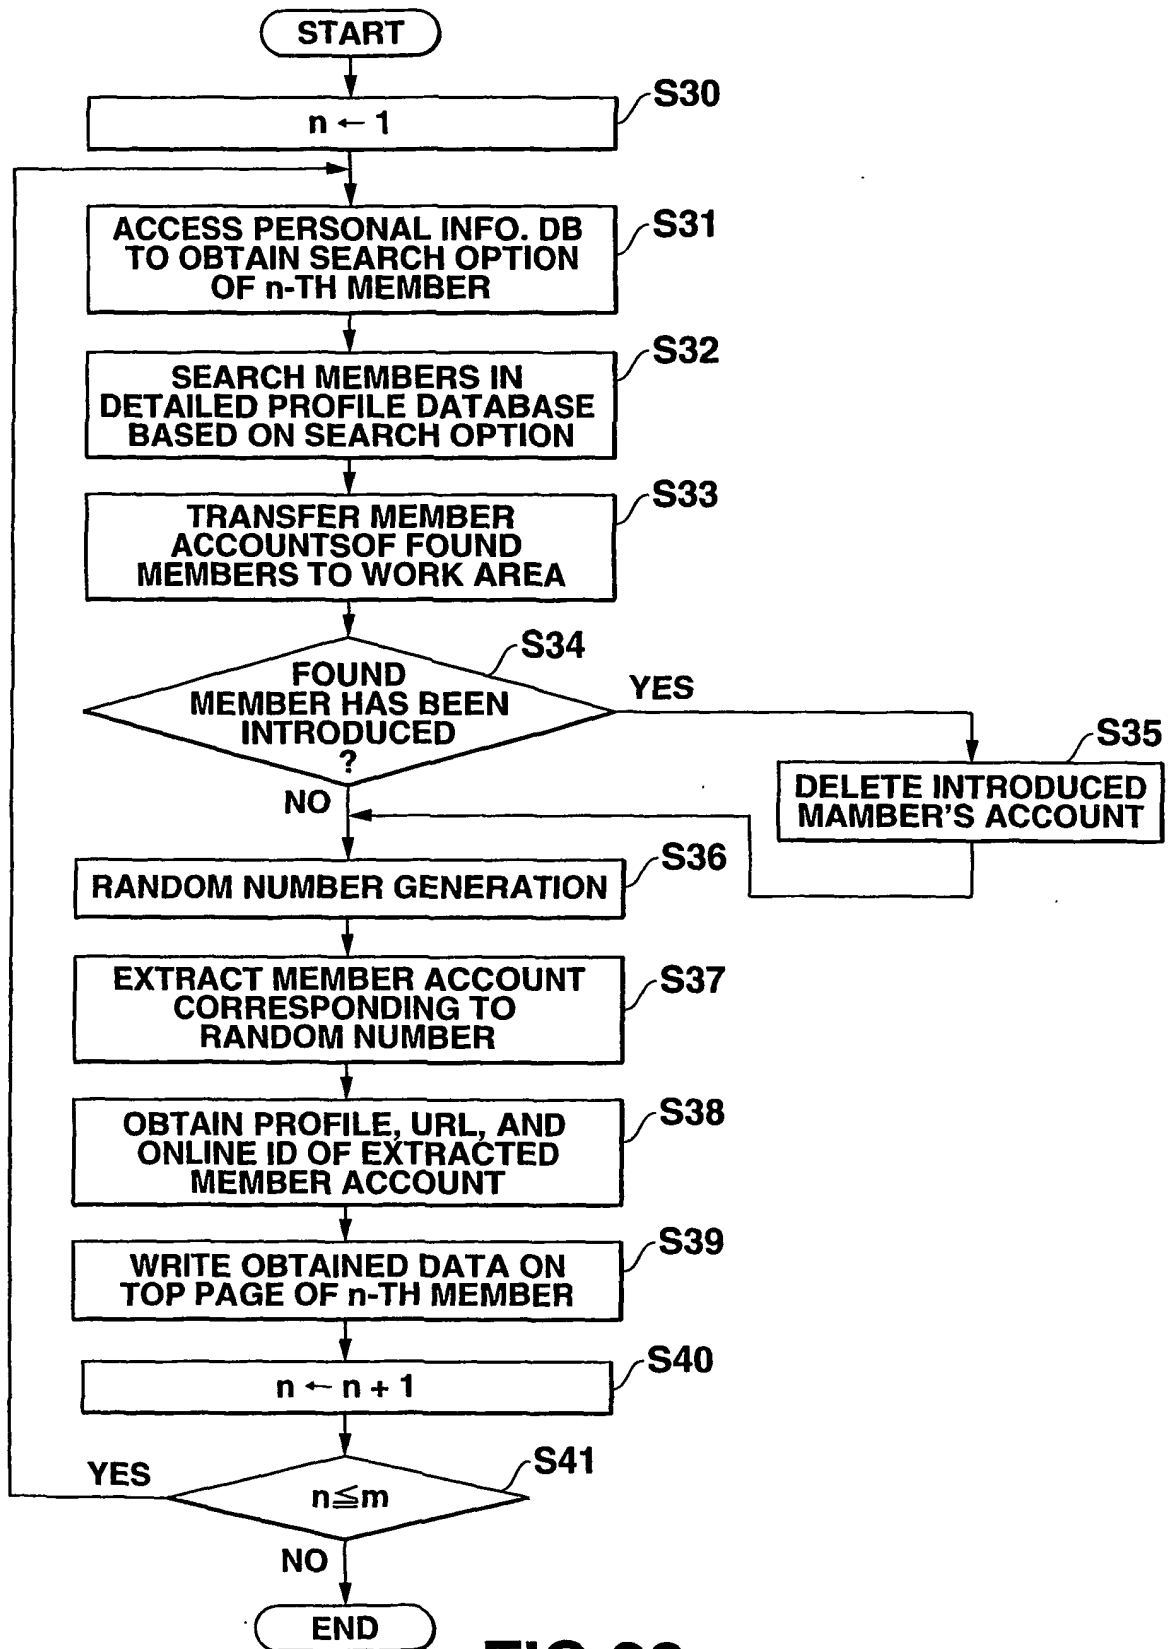 START
S30
n ← 1
S31
ACCESS PERSONAL INFO. DB
TO OBTAIN SEARCH OPTION
OF n-TH MEMBER
S32
SEARCH MEMBERS IN
DETAILED PROFILE DATABASE
BASED ON SEARCH OPTION
S33
TRANSFER MEMBER
ACCOUNTSOF FOUND
MEMBERS TO WORK AREA
S34
FOUND
MEMBER HAS BEEN
INTRODUCED
?
YES
S35
DELETE INTRODUCED
MAMBER'S ACCOUNT
NO
S36
RANDOM NUMBER GENERATION
S37
EXTRACT MEMBER ACCOUNT
CORRESPONDING TO
RANDOM NUMBER
S38
OBTAIN PROFILE, URL, AND
ONLINE ID OF EXTRACTED
MEMBER ACCOUNT
S39
WRITE OBTAINED DATA ON
TOP PAGE OF n-TH MEMBER
S40
n ← n + 1
S41
YES
n≦m
NO
END